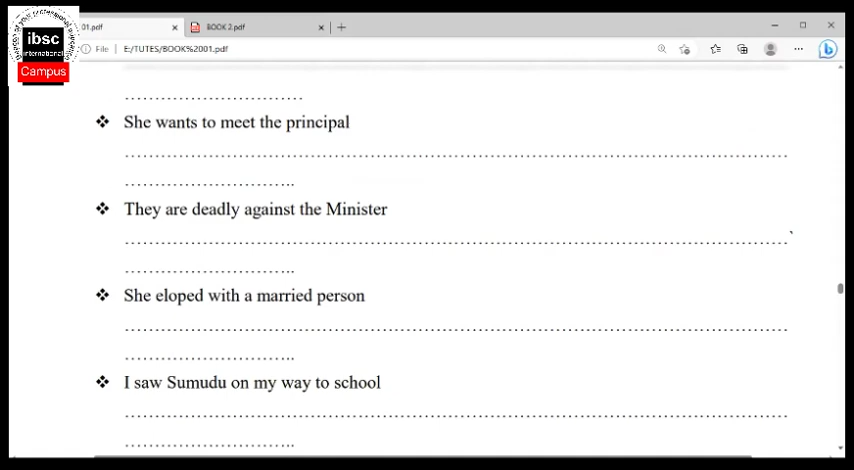 ibsc
international
Campus
01.pdf
BOOK 2.pdf
File | E:/TUTES/BOOK%2001.pdf
…………………………
❖ She wants to meet the principal
……………………………………………………………………………………………
………………………..
❖ They are deadly against the Minister
……………………………………………………………………………………………
………………………..
❖ She eloped with a married person
……………………………………………………………………………………………
………………………..
❖ I saw Sumudu on my way to school
……………………………………………………………………………………………
………………………..